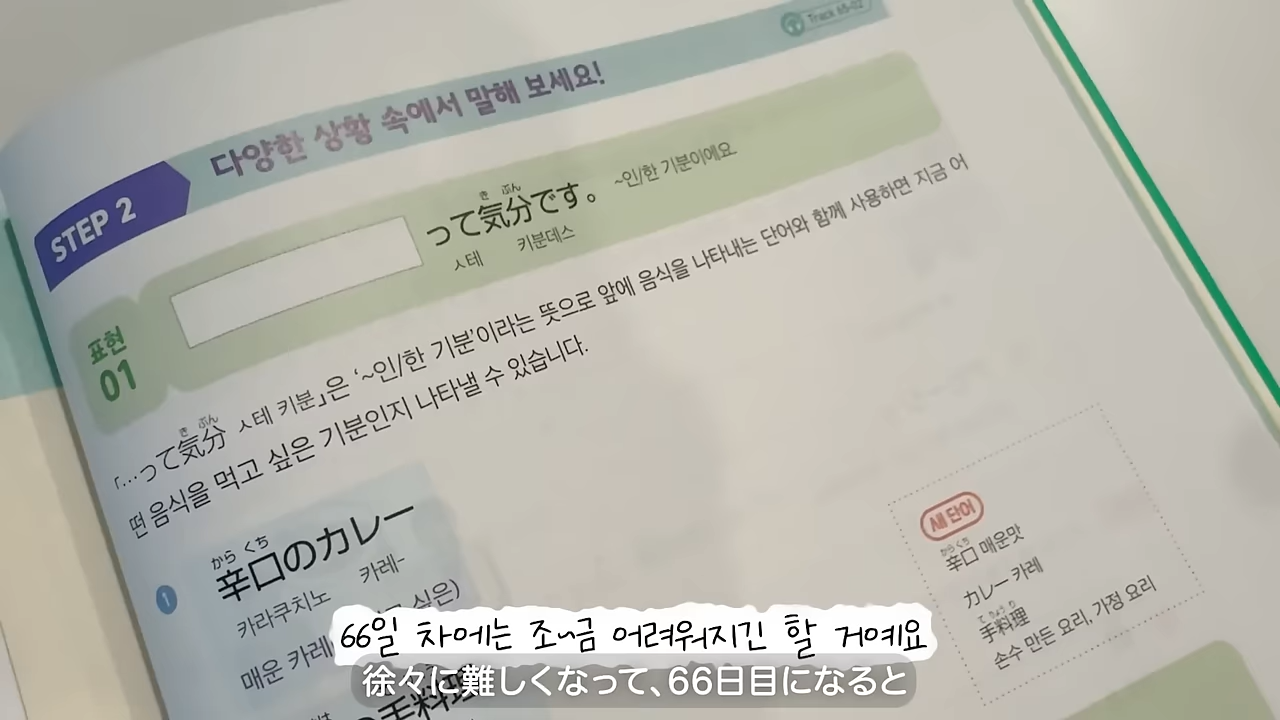 Track 66-02
STEP 2
다양한 상황 속에서 말해 보세요!
표현
01
き ぶん
って気分です。 ~인/한 기분이에요.
ㅅ테 키분데스
き ぶん
「…って気分 ㅅ테 키분」은 ‘~인/한 기분’이라는 뜻으로 앞에 음식을 나타내는 단어와 함께 사용하면 지금 어
떤 음식을 먹고 싶은 기분인지 나타낼 수 있습니다.
1
から くち
辛口のカレー
카라쿠치노 카레-
매운 카레 싶은)
手料理
새 단어
から くち
辛口 매운맛
カレー 카레
て りょう り
手料理
손수 만든 요리, 가정 요리
66일 차에는 조~금 어려워지긴 할 거예요
徐々に難しくなって、66日目になると